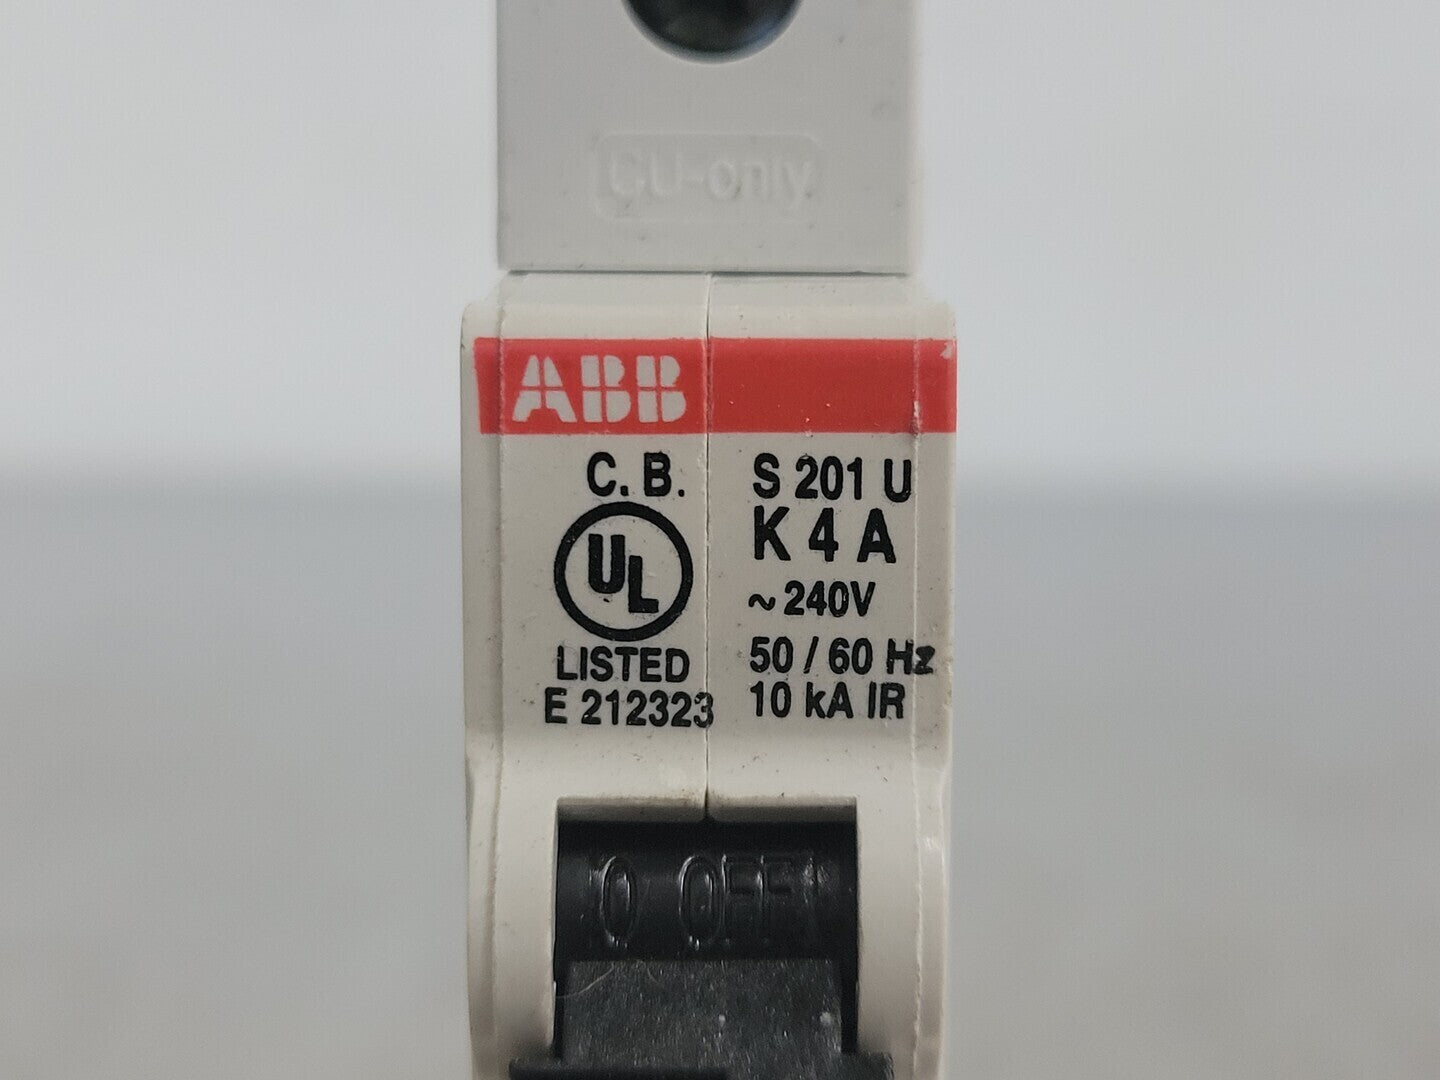 CU-only
ABB
C. B.
UL
LISTED
E 212323
S 201 U
K 4 A
~ 240V
50 / 60 Hz
10 kA IR
O OFF